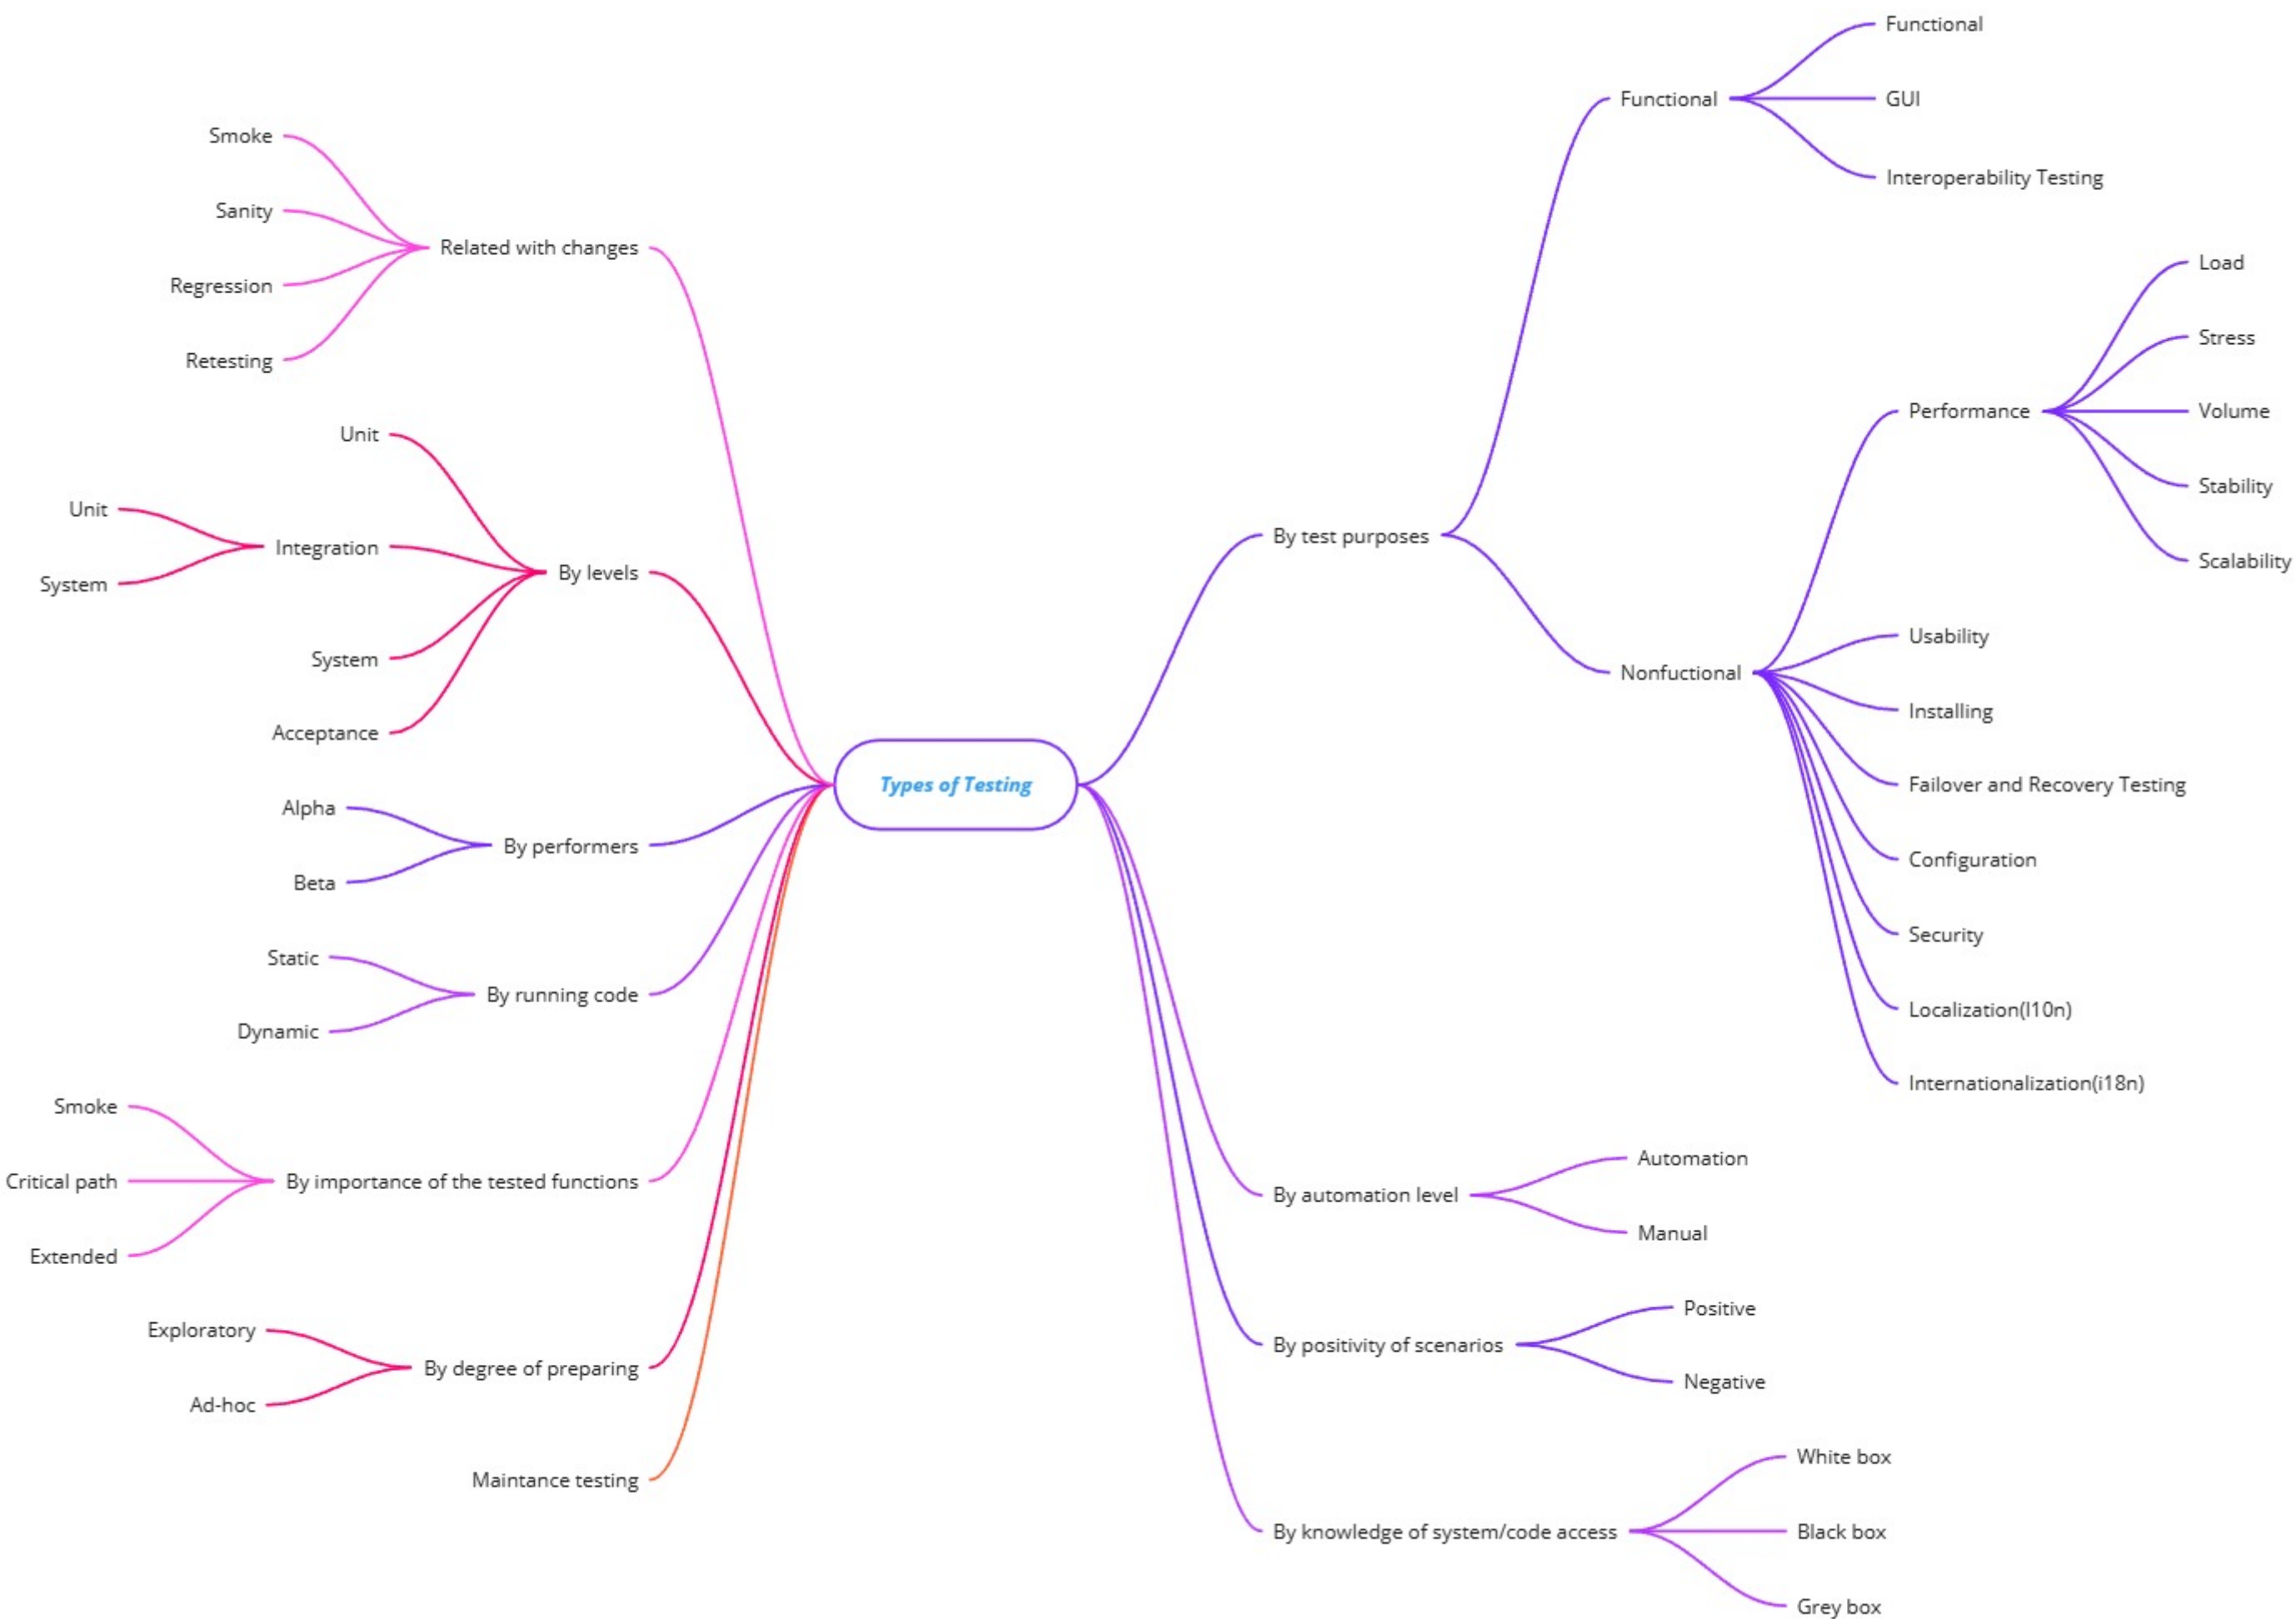 Types of Testing
Related with changes
Smoke
Sanity
Regression
Retesting
By levels
Unit
Integration
Unit
System
System
Acceptance
By performers
Alpha
Beta
By running code
Static
Dynamic
By importance of the tested functions
Smoke
Critical path
Extended
By degree of preparing
Exploratory
Ad-hoc
Maintance testing
By test purposes
Functional
Functional
GUI
Interoperability Testing
Nonfuctional
Performance
Load
Stress
Volume
Stability
Scalability
Usability
Installing
Failover and Recovery Testing
Configuration
Security
Localization(l10n)
Internationalization(i18n)
By automation level
Automation
Manual
By positivity of scenarios
Positive
Negative
By knowledge of system/code access
White box
Black box
Grey box